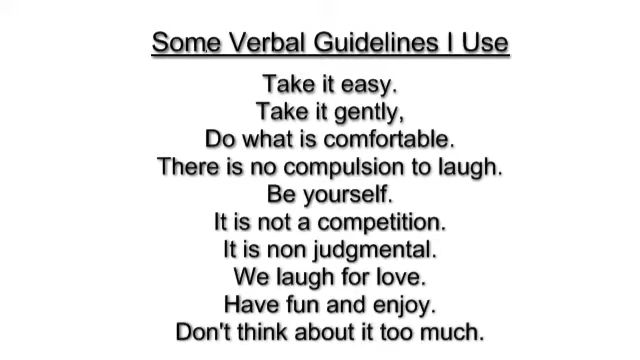 Some Verbal Guidelines I Use
Take it easy.
Take it gently,
Do what is comfortable.
There is no compulsion to laugh.
Be yourself.
It is not a competition.
It is non judgmental.
We laugh for love.
Have fun and enjoy.
Don't think about it too much.